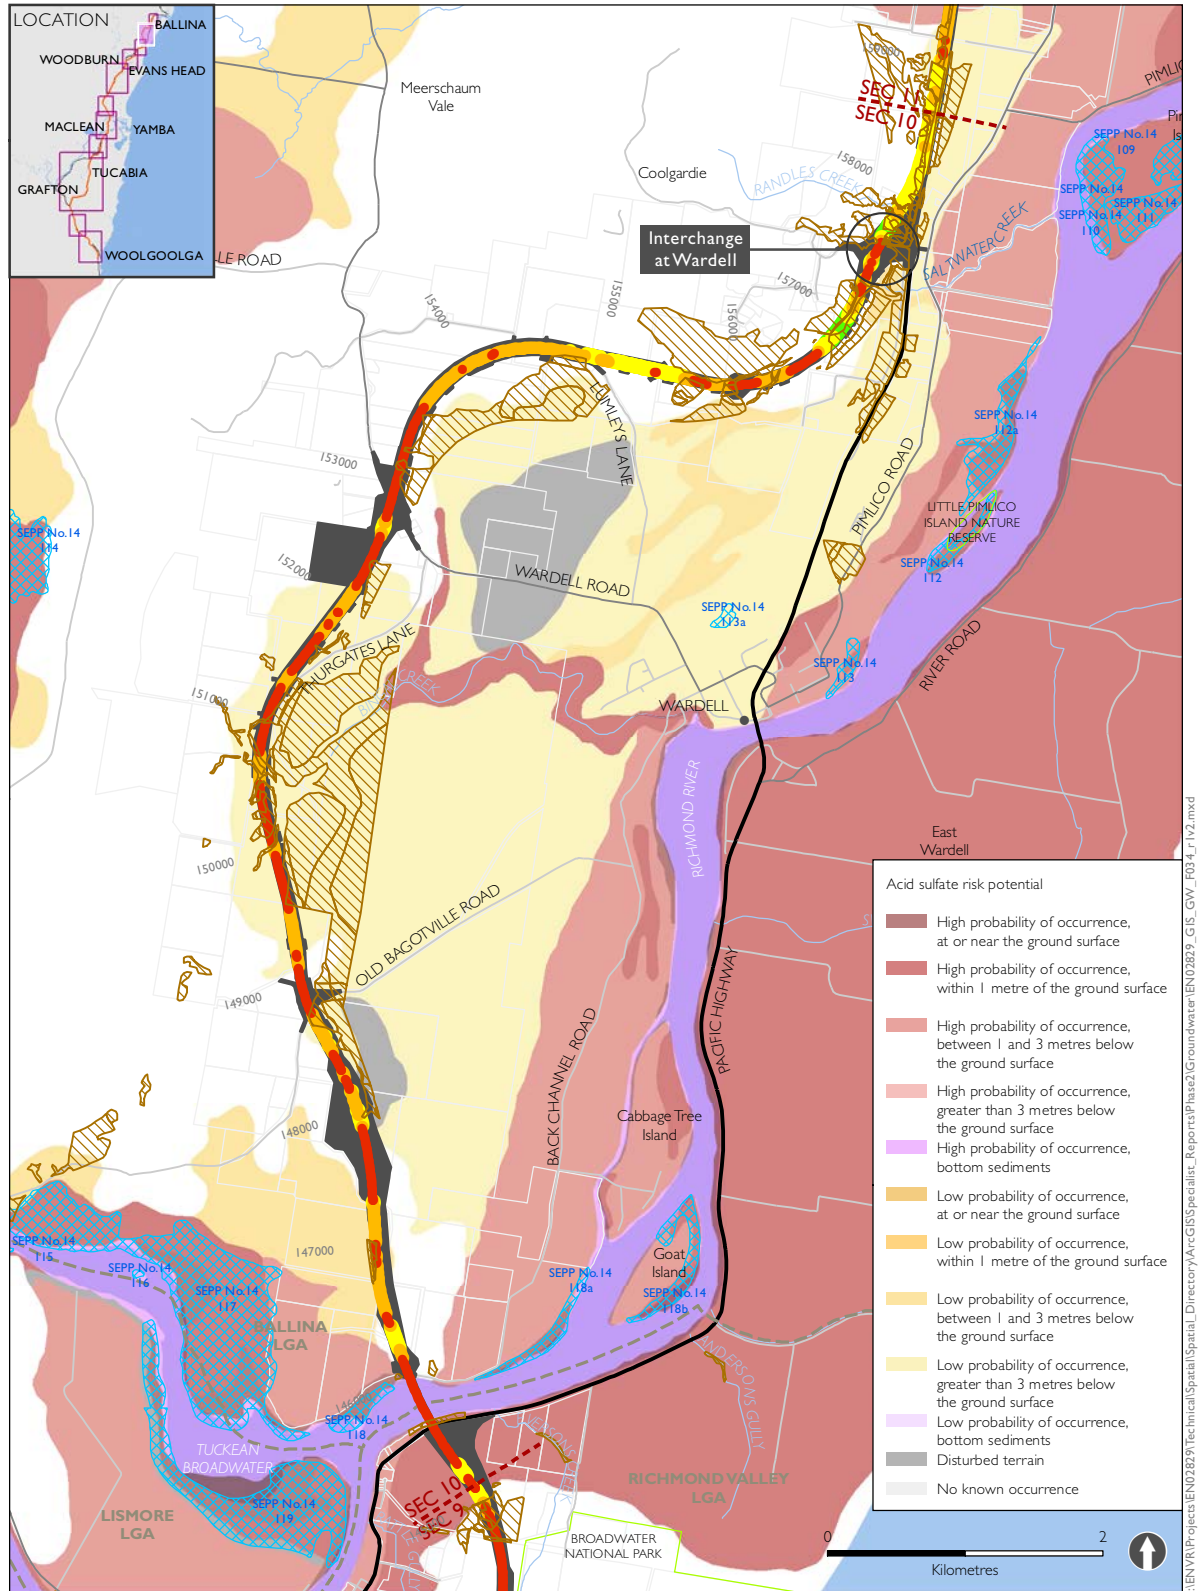 LOCATION
BALLINA
WOODBURN
EVANS HEAD
MACLEAN
YAMBA
TUCABIA
GRAFTON
WOOLGOOLGA
LLE ROAD
Meerschaum
Vale
Coolgardie
159000
SEC 11
SEC 10
158000
RANDLES CREEK
PIMLIC
SEPP No.14
109
SEPP No.14
SEPP No.14
110
SEPP No.14
111
Interchange
at Wardell
SALTWATER CREEK
157000
156000
155000
154000
LUMLEYS LANE
SEPP No.14
112a
153000
PIMLICO ROAD
LITTLE PIMLICO
ISLAND NATURE
RESERVE
SEPP No.14
114
SEPP No.14
112
152000
WARDELL ROAD
SEPP No.14
113a
THURGATES LANE
RIVER ROAD
SEPP No.14
113
151000
WARDELL
RICHMOND RIVER
East
Wardell
150000
OLD BAGOTVILLE ROAD
149000
PACIFIC HIGHWAY
BACK CHANNEL ROAD
Cabbage Tree
Island
148000
SEPP No.14
115
SEPP No.14
116
SEPP No.14
117
147000
Goat
Island
SEPP No.14
118a
SEPP No.14
118b
BALLINA
LGA
ANDERSONS GULLY
SEPP No.14
118
TUCKEAN
BROADWATER
SEC 10
SEC 9
RICHMOND VALLEY
LGA
LISMORE
LGA
SEPP No.14
119
BROADWATER
NATIONAL PARK
Acid sulfate risk potential
High probability of occurrence,
at or near the ground surface
High probability of occurrence,
within 1 metre of the ground surface
High probability of occurrence,
between 1 and 3 metres below
the ground surface
High probability of occurrence,
greater than 3 metres below
the ground surface
High probability of occurrence,
bottom sediments
Low probability of occurrence,
at or near the ground surface
Low probability of occurrence,
within 1 metre of the ground surface
Low probability of occurrence,
between 1 and 3 metres below
the ground surface
Low probability of occurrence,
greater than 3 metres below
the ground surface
Low probability of occurrence,
bottom sediments
Disturbed terrain
No known occurrence
0 2
Kilometres